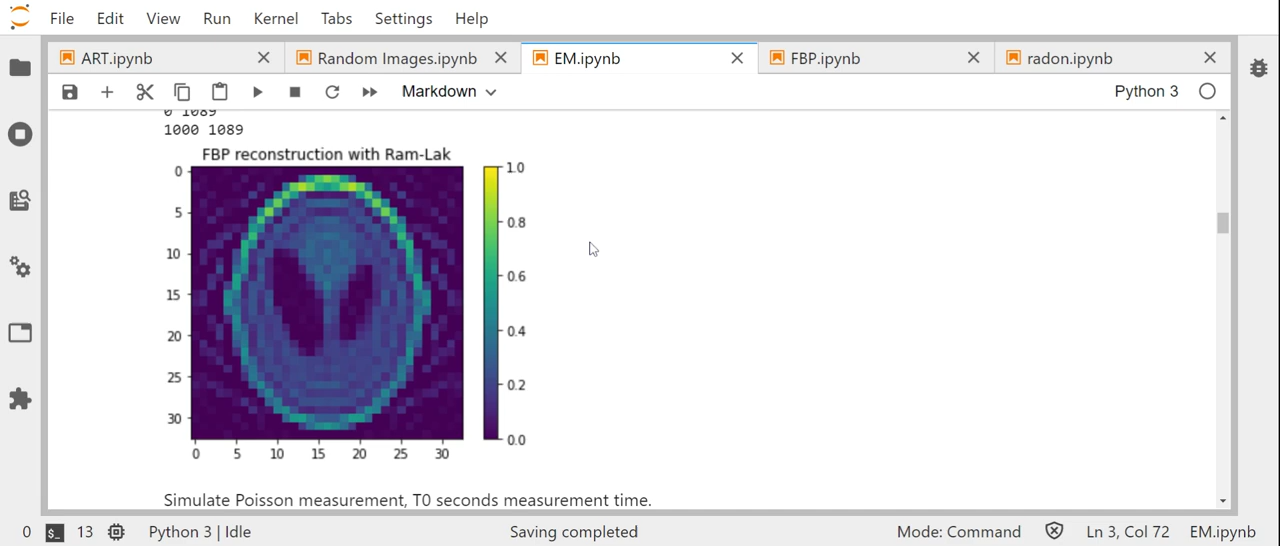 File Edit View Run Kernel Tabs Settings Help
ART.ipynb Random Images.ipynb EM.ipynb FBP.ipynb radon.ipynb
Markdown Python 3
0 1089
1000 1089
FBP reconstruction with Ram-Lak
0
5
10
15
20
25
30
0 5 10 15 20 25 30
1.0
0.8
0.6
0.4
0.2
0.0
Simulate Poisson measurement, T0 seconds measurement time.
0 $_ 13 Python 3 | Idle Saving completed Mode: Command Ln 3, Col 72 EM.ipynb